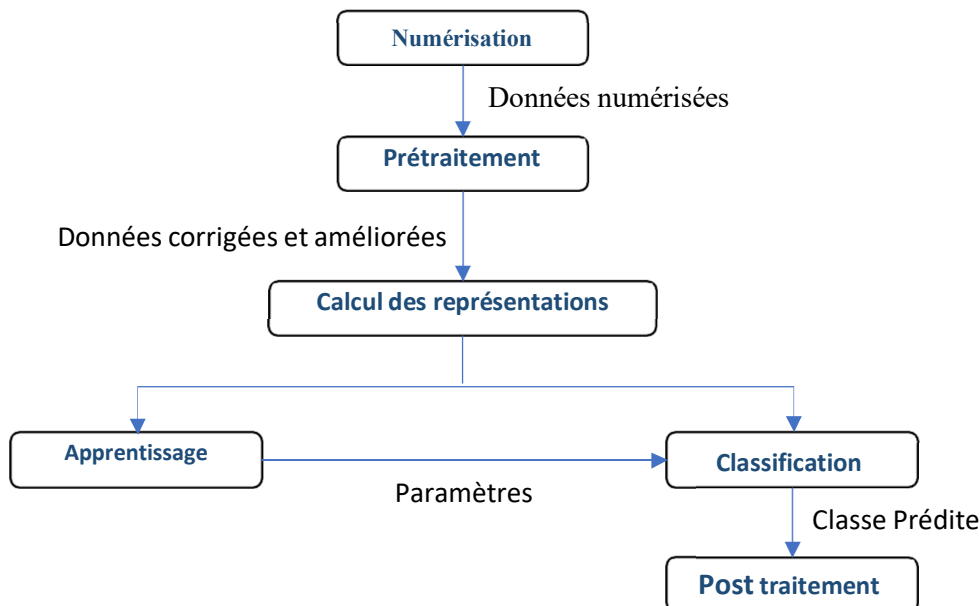 Numérisation
Données numérisées
Prétraitement
Données corrigées et améliorées
Calcul des représentations
Apprentissage
Classification
Paramètres
Classe Prédite
Post traitement